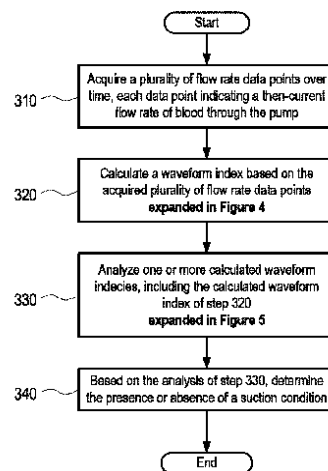 Start
310
Acquire a plurality of flow rate data points over
time, each data point indicating a then-current
flow rate of blood through the pump
320
Calculate a waveform index based on the
acquired plurality of flow rate data points
expanded in Figure 4
330
Analyze one or more calculated waveform
indecies, including the calculated waveform
index of step 320
expanded in Figure 5
340
Based on the analysis of step 330, determine
the presence or absence of a suction condition
End